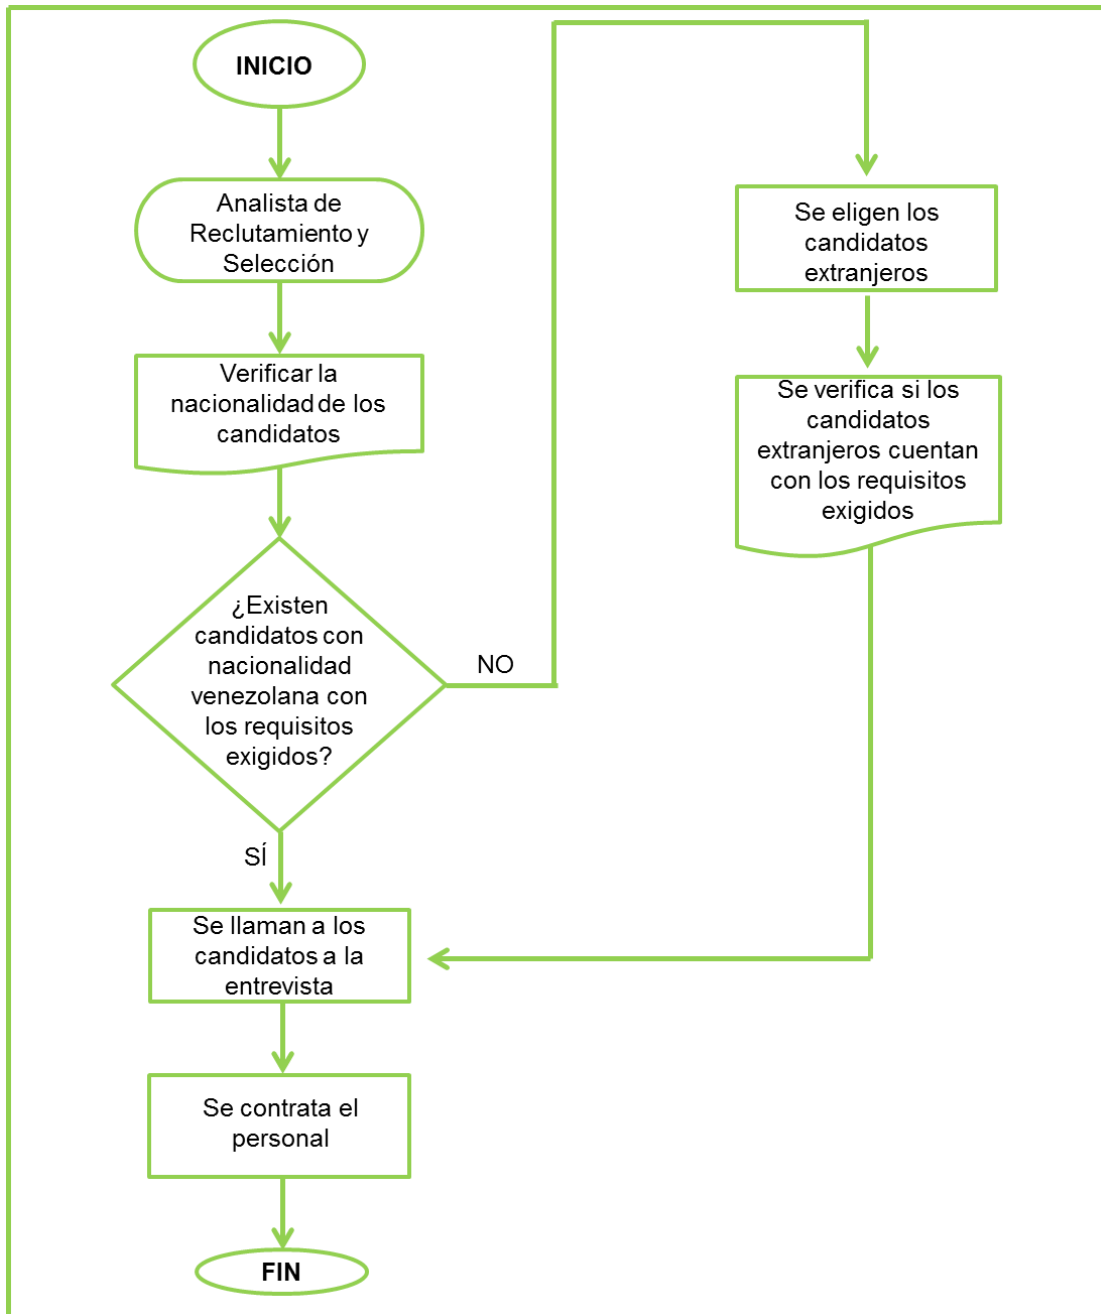 INICIO
Analista de
Reclutamiento y
Selección
Verificar la
nacionalidad de los
candidatos
¿Existen
candidatos con
nacionalidad
venezolana con
los requisitos
exigidos?
NO
SÍ
Se llaman a los
candidatos a la
entrevista
Se contrata el
personal
FIN
Se eligen los
candidatos
extranjeros
Se verifica si los
candidatos
extranjeros cuentan
con los requisitos
exigidos